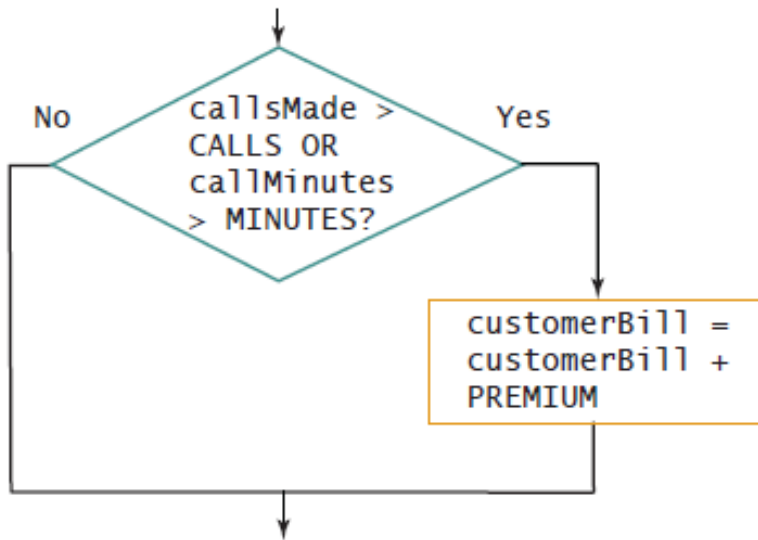 No
callsMade >
CALLS OR
callMinutes
> MINUTES?
Yes
customerBill =
customerBill +
PREMIUM